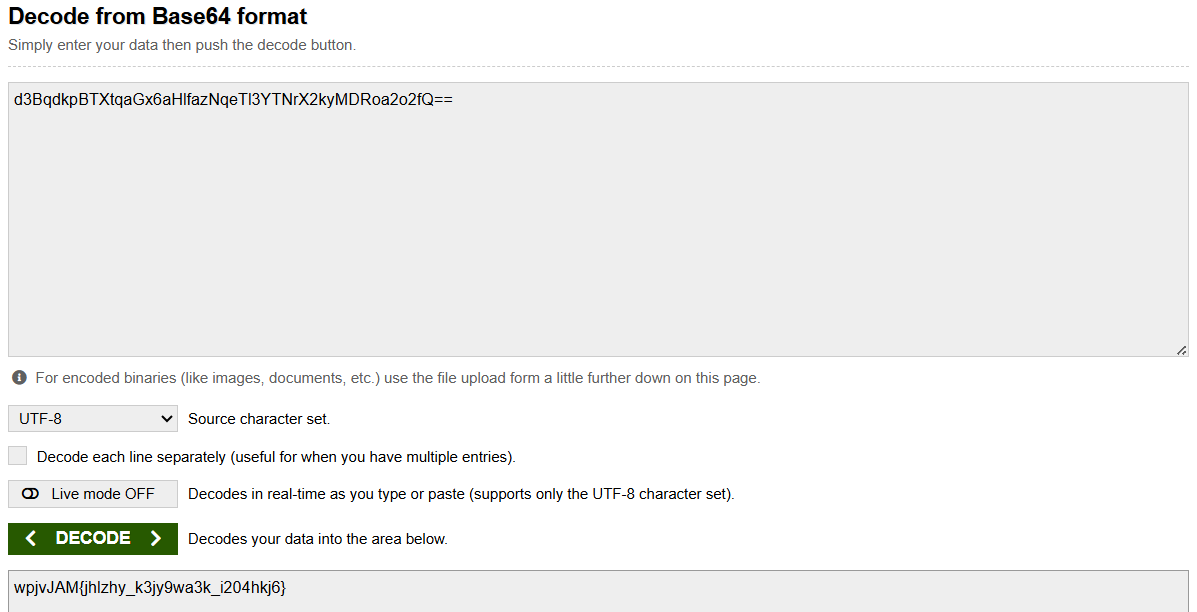 Decode from Base64 format
Simply enter your data then push the decode button.
d3BqdkpBTXtqaGx6aHlfazNqeTl3YTNrX2kyMDRoa2o2fQ==
For encoded binaries (like images, documents, etc.) use the file upload form a little further down on this page.
UTF-8 Source character set.
Decode each line separately (useful for when you have multiple entries).
Live mode OFF Decodes in real-time as you type or paste (supports only the UTF-8 character set).
DECODE Decodes your data into the area below.
wpjvJAM{jhlzhy_k3jy9wa3k_i204hkj6}